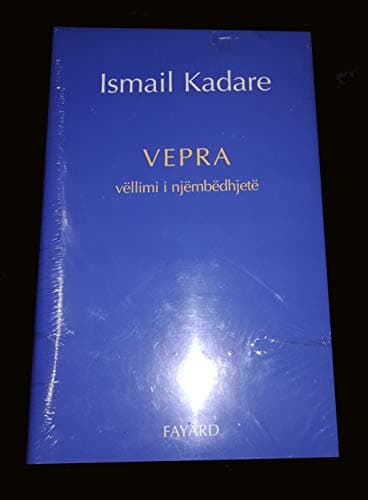 Ismail Kadare
VEPRA
vëllimi i njëmbëdhjetë
FAYARD